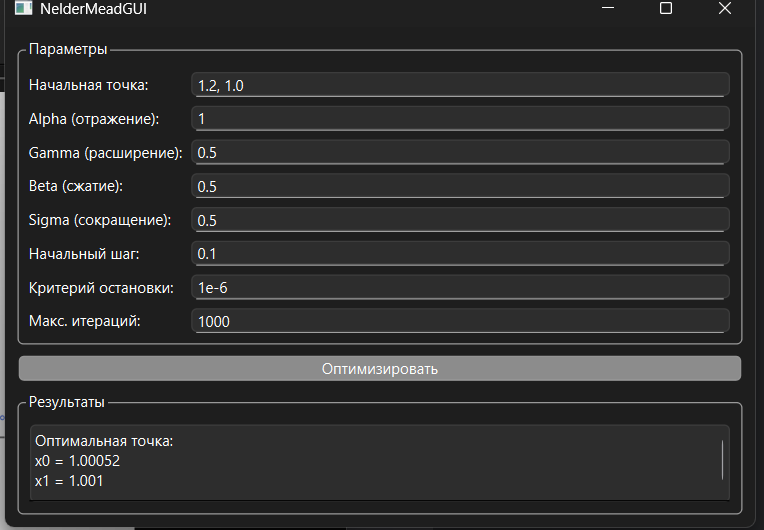 NelderMeadGUI
Параметры
Начальная точка: 1.2, 1.0
Alpha (отражение): 1
Gamma (расширение): 0.5
Beta (сжатие): 0.5
Sigma (сокращение): 0.5
Начальный шаг: 0.1
Критерий остановки: 1e-6
Макс. итераций: 1000
Оптимизировать
Результаты
Оптимальная точка:
x0 = 1.00052
x1 = 1.001